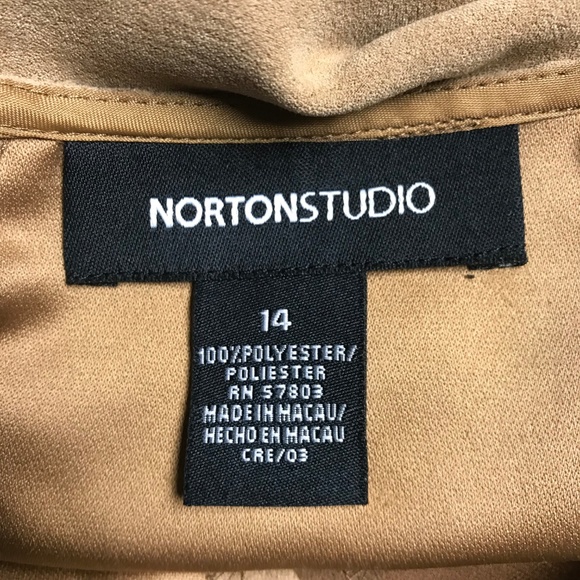 NORTONSTUDIO
14
100%POLYESTER/
POLIESTER
RN 57803
MADE IN MACAU/
HECHO EN MACAU
CRE/03